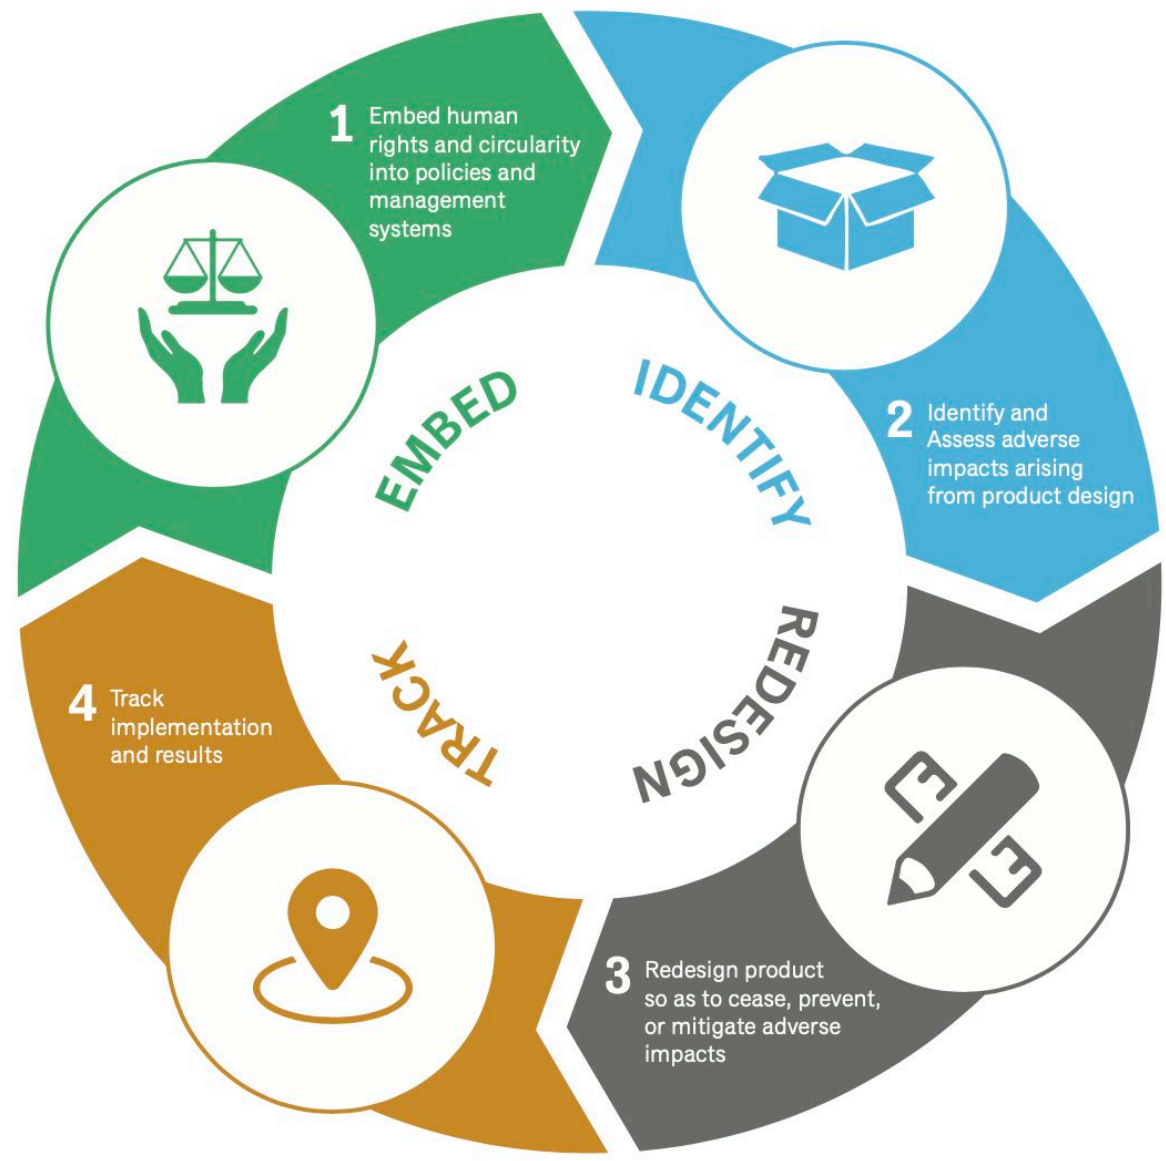 1
Embed human
rights and circularity
into policies and
management
systems
2
Identify and
Assess adverse
impacts arising
from product design
3
Redesign product
so as to cease, prevent,
or mitigate adverse
impacts
4
Track
implementation
and results
EMBED
IDENTIFY
REDESIGN
TRACK